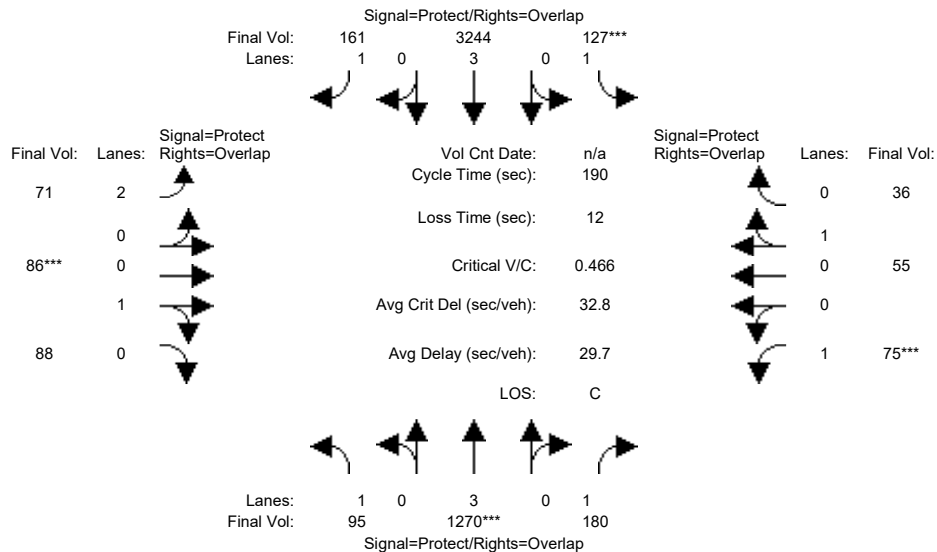 Signal=Protect/Rights=Overlap
Final Vol: 161 3244 127***
Lanes: 1 0 3 0 1
Signal=Protect
Final Vol: Lanes: Rights=Overlap
Vol Cnt Date: n/a
Signal=Protect
Rights=Overlap Lanes: Final Vol:
Cycle Time (sec): 190
71 2
0 36
Loss Time (sec): 12
0
1
86*** 0
Critical V/C: 0.466
0 55
1
Avg Crit Del (sec/veh): 32.8
0
88 0
Avg Delay (sec/veh): 29.7
1 75***
LOS: C
Lanes: 1 0 3 0 1
Final Vol: 95 1270*** 180
Signal=Protect/Rights=Overlap